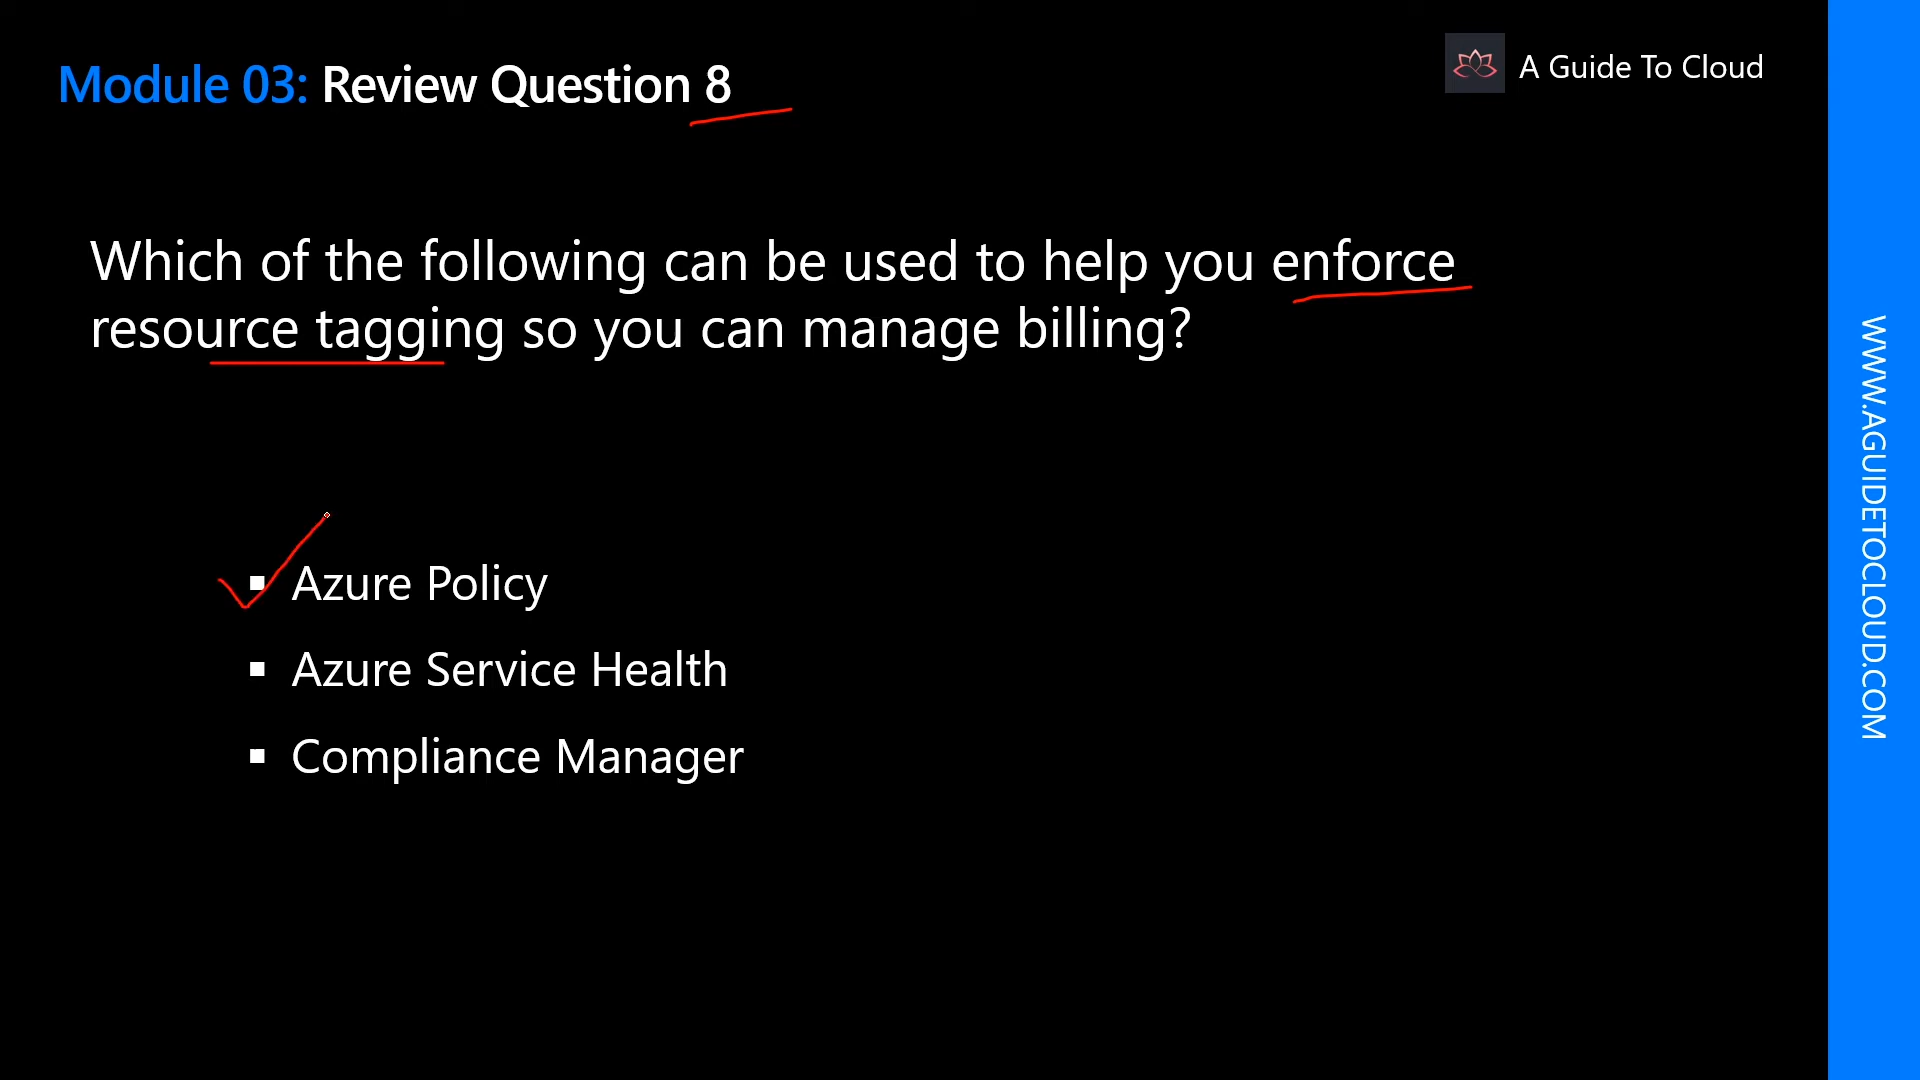 Module 03: Review Question 8
A Guide To Cloud
Which of the following can be used to help you enforce
resource tagging so you can manage billing?
▪ Azure Policy
▪ Azure Service Health
▪ Compliance Manager
WWW.AGUIDETOCLOUD.COM